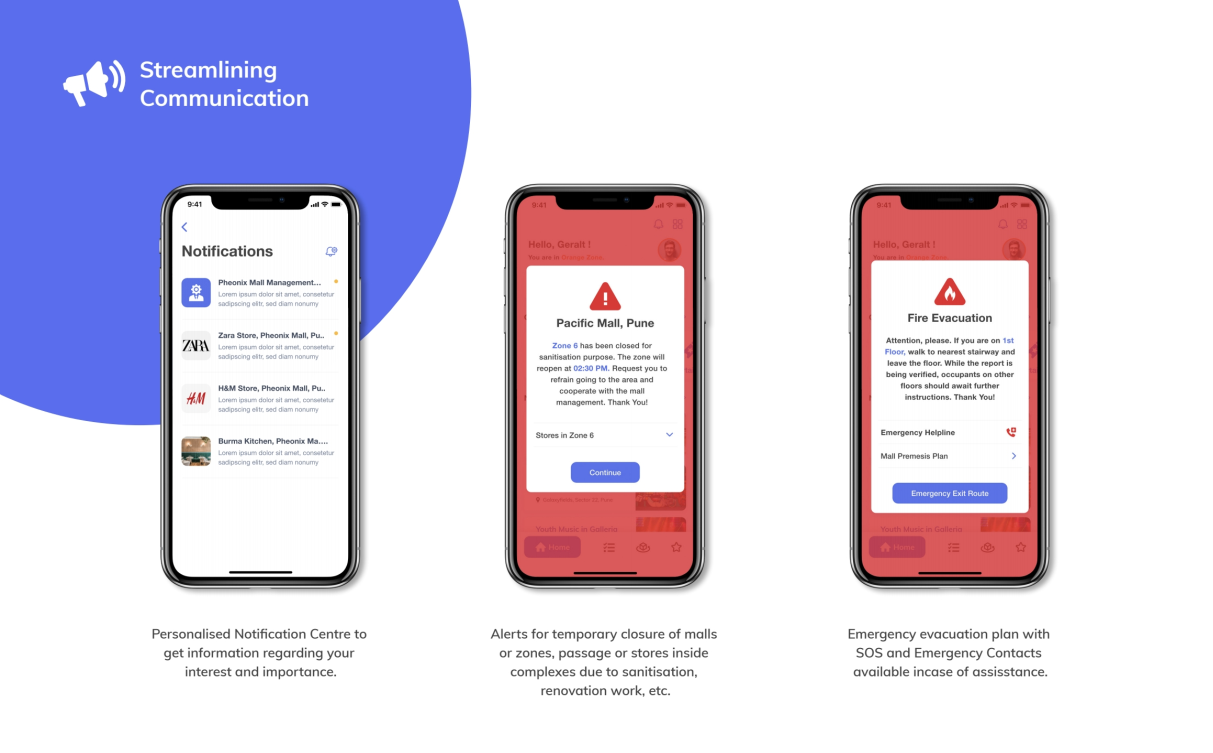 Streamlining
Communication
9:41
Notifications
Pheonix Mall Management...
Lorem ipsum dolor sit amet, consetetur
sadipscing elitr, sed diam nonumy
ZARA
Zara Store, Pheonix Mall, Pu..
Lorem ipsum dolor sit amet, consetetur
sadipscing elitr, sed diam nonumy
H&M
H&M Store, Pheonix Mall, Pu..
Lorem ipsum dolor sit amet, consetetur
sadipscing elitr, sed diam nonumy
Burma Kitchen, Pheonix Ma....
Lorem ipsum dolor sit amet, consetetur
sadipscing elitr, sed diam nonumy
Personalised Notification Centre to
get information regarding your
interest and importance.
9:41
Hello, Geralt !
You are in Orange Zone
Pacific Mall, Pune
Zone 6 has been closed for
sanitisation purpose. The zone will
reopen at 02:30 PM. Request you to
refrain going to the area and
cooperate with the mall
management. Thank You!
Stores in Zone 6
Continue
Youth Music in Galleria
Home
Alerts for temporary closure of malls
or zones, passage or stores inside
complexes due to sanitisation,
renovation work, etc.
9:41
Hello, Geralt !
You are in Orange Zone
Fire Evacuation
Attention, please. If you are on 1st
Floor, walk to nearest stairway and
leave the floor. While the report is
being verified, occupants on other
floors should await further
instructions. Thank You!
Emergency Helpline
Mall Premesis Plan
Emergency Exit Route
Youth Music in Galleria
Home
Emergency evacuation plan with
SOS and Emergency Contacts
available incase of assisstance.